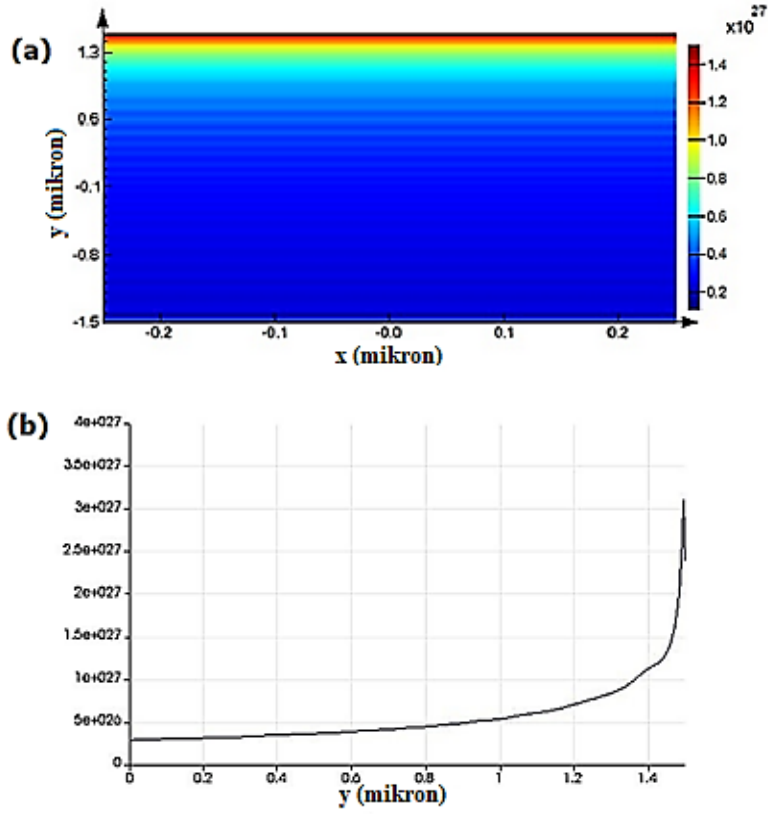 x10^27
(a)
1.3
0.6
-0.1
-0.8
-1.5
y (mikron)
1.4
1.2
1.0
0.8
0.6
0.4
0.2
-0.2
-0.1
-0.0
0.1
0.2
x (mikron)
(b)
4e+027
3.5e+027
3e+027
2.5e+027
2e+027
1.5e+027
1e+027
5e+026
0
0
0.2
0.4
0.6
0.8
1
1.2
1.4
y (mikron)